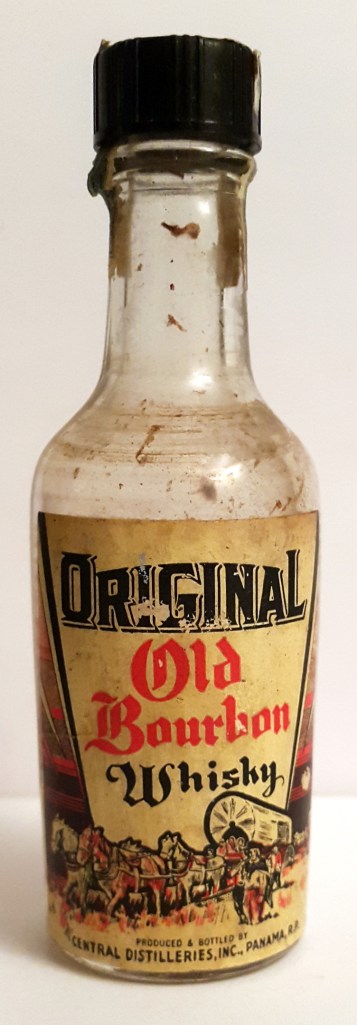 ORIGINAL
Old
Bourbon
Whisky
PRODUCED & BOTTLED BY
CENTRAL DISTILLERIES, INC., PANAMA, R.P.